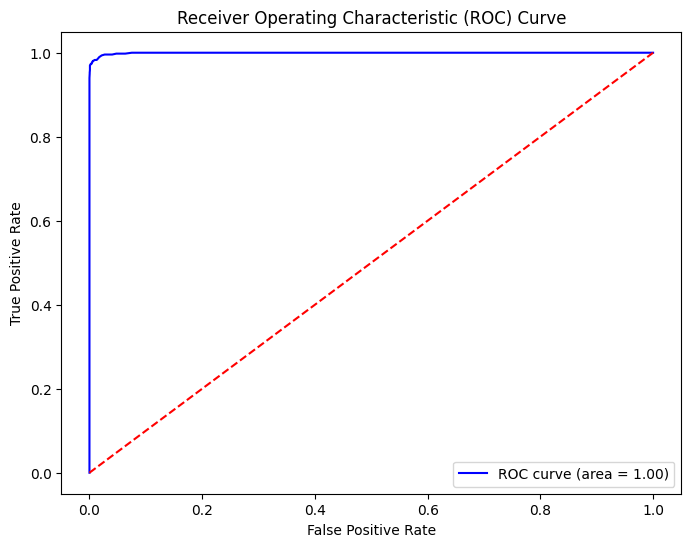 Receiver Operating Characteristic (ROC) Curve
1.0
0.8
0.6
0.4
0.2
0.0
True Positive Rate
ROC curve (area = 1.00)
0.0 0.2 0.4 0.6 0.8 1.0
False Positive Rate